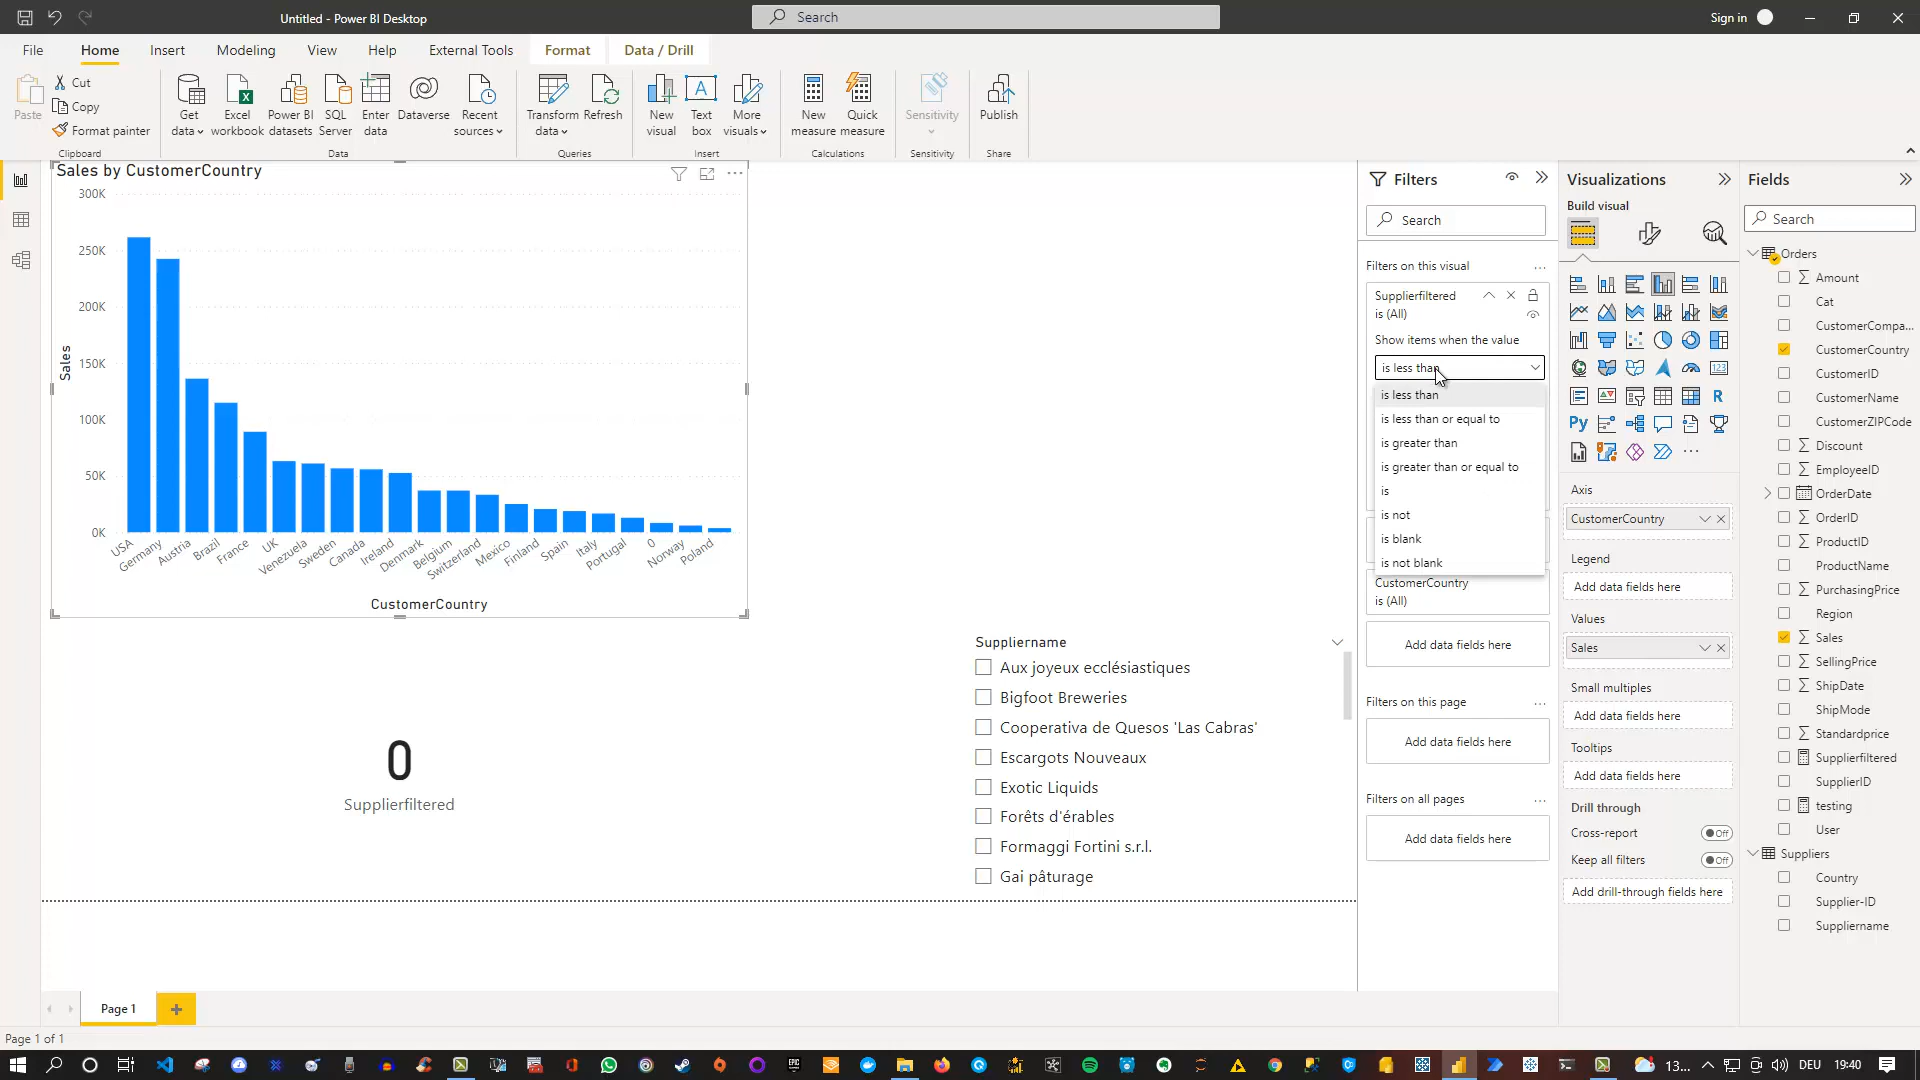 Untitled - Power BI Desktop
Search
Sign in
File
Home
Insert
Modeling
View
Help
External Tools
Format
Data / Drill
Paste
Cut
Copy
Format painter
Clipboard
Get data
Excel workbook
Power BI datasets
SQL Server
Enter data
Dataverse
Recent sources
Data
Transform data
Refresh
Queries
New visual
Text box
More visuals
Insert
New measure
Quick measure
Calculations
Sensitivity
Sensitivity
Publish
Share
Sales by CustomerCountry
300K
250K
200K
150K
100K
50K
0K
Sales
USA
Germany
Austria
Brazil
France
UK
Venezuela
Sweden
Canada
Ireland
Denmark
Belgium
Switzerland
Mexico
Finland
Spain
Italy
Portugal
0
Norway
Poland
CustomerCountry
0
Supplierfiltered
Suppliername
Aux joyeux ecclésiastiques
Bigfoot Breweries
Cooperativa de Quesos 'Las Cabras'
Escargots Nouveaux
Exotic Liquids
Forêts d'érables
Formaggi Fortini s.r.l.
Gai pâturage
Filters
Search
Filters on this visual
Supplierfiltered
is (All)
Show items when the value
is less than
is less than
is less than or equal to
is greater than
is greater than or equal to
is
is not
is blank
is not blank
CustomerCountry
is (All)
Add data fields here
Filters on this page
Add data fields here
Filters on all pages
Add data fields here
Visualizations
Build visual
123
R
Py
Axis
CustomerCountry
Legend
Add data fields here
Values
Sales
Small multiples
Add data fields here
Tooltips
Add data fields here
Drill through
Cross-report
Off
Keep all filters
Off
Add drill-through fields here
Fields
Search
Orders
Amount
Cat
CustomerCompa...
CustomerCountry
CustomerID
CustomerName
CustomerZIPCode
Discount
EmployeeID
OrderDate
OrderID
ProductID
ProductName
PurchasingPrice
Region
Sales
SellingPrice
ShipDate
ShipMode
Standardprice
Supplierfiltered
SupplierID
testing
User
Suppliers
Country
Supplier-ID
Suppliername
Page 1
Page 1 of 1
13...
DEU
19:40